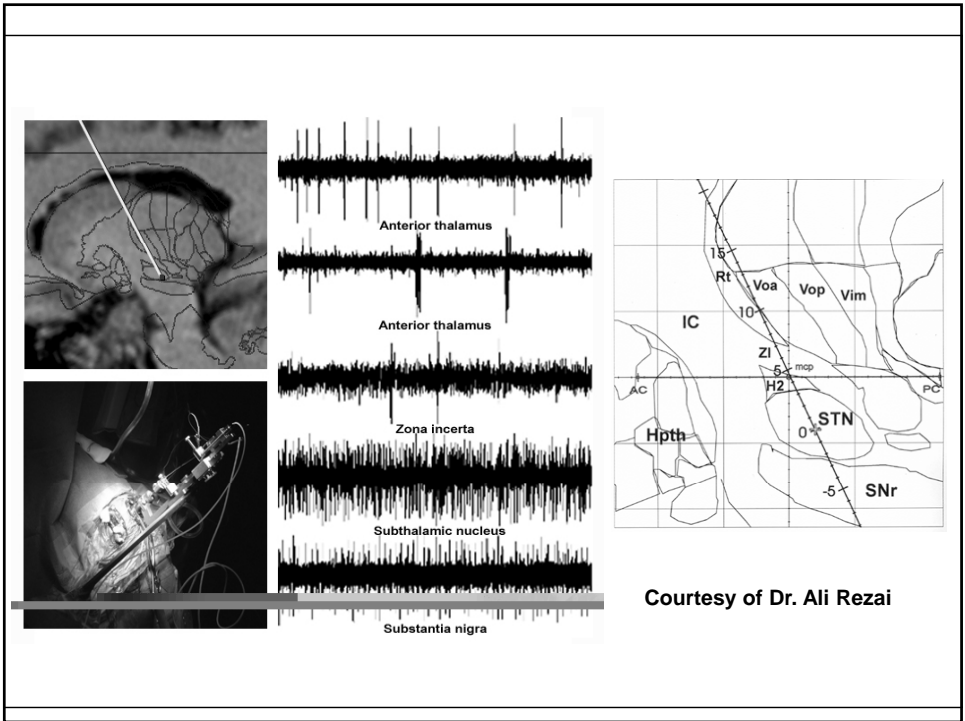 Anterior thalamus
Anterior thalamus
Zona incerta
Subthalamic nucleus
Substantia nigra
15
Rt
Voa
Vop
Vim
10
IC
ZI
5
mcp
AC
H2
PC
STN
0
Hpth
-5
SNr
Courtesy of Dr. Ali Rezai